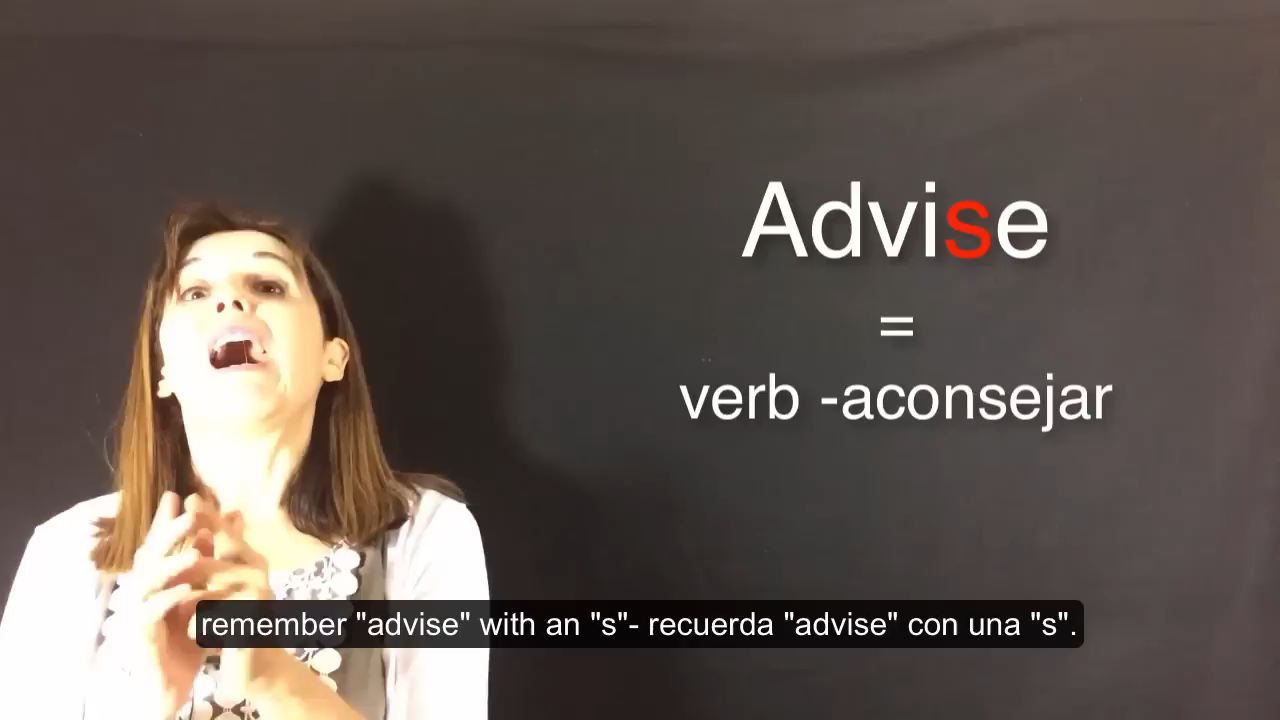 Advise
=
verb -aconsejar
remember "advise" with an "s"- recuerda "advise" con una "s".